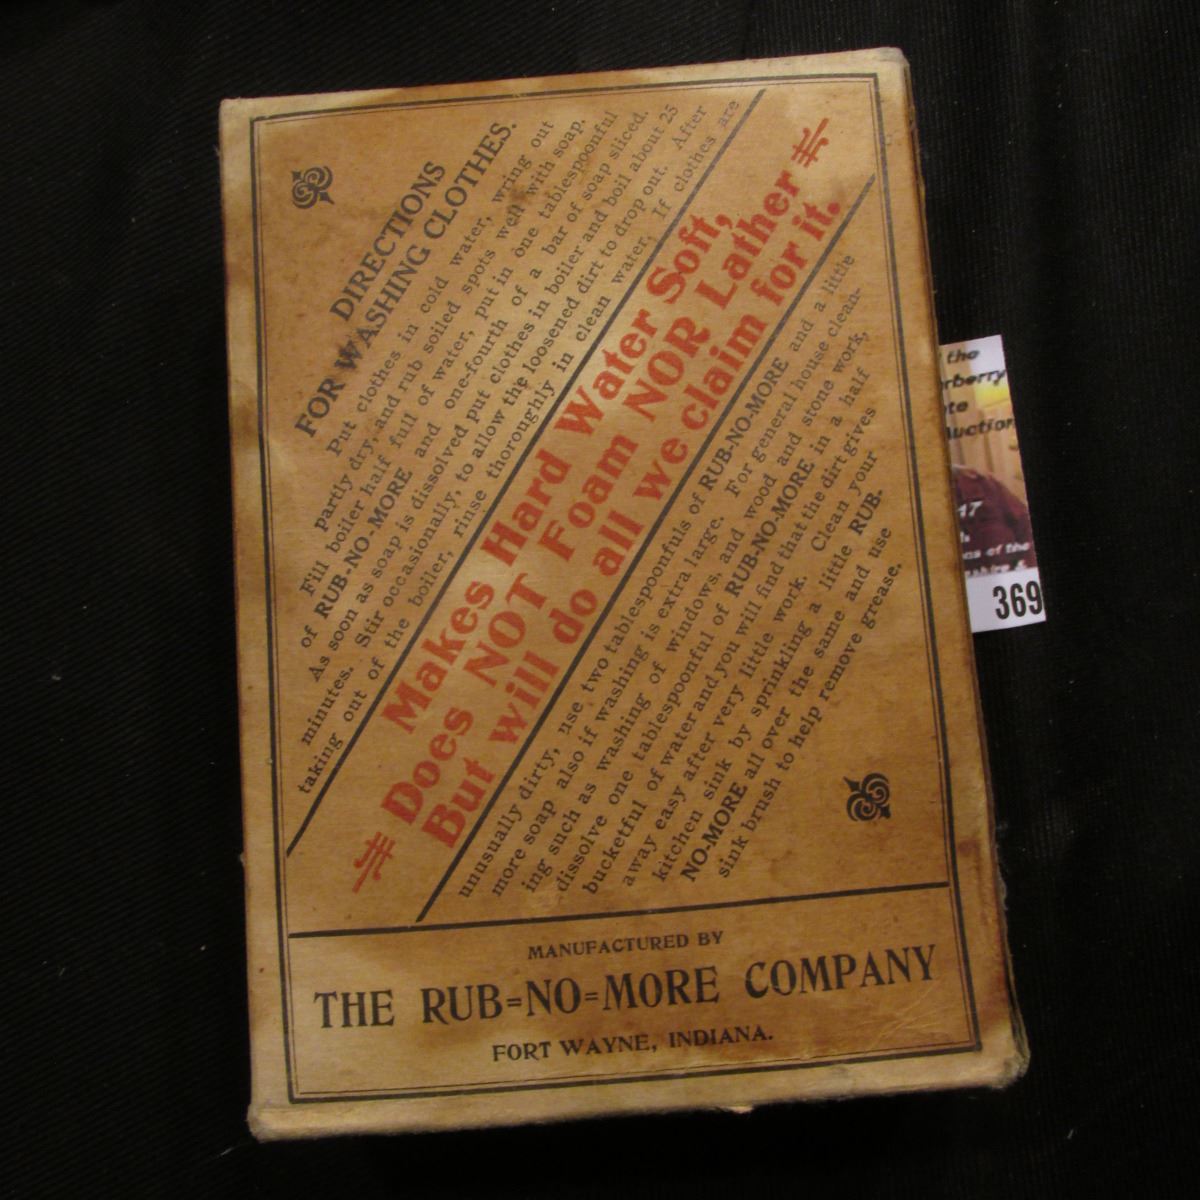 DIRECTIONS
FOR WASHING CLOTHES.
Put clothes in cold water, wring out
partly dry, and rub soiled spots well with soap.
Fill boiler half full of water, put in one tablespoonful
of RUB-NO-MORE and one-fourth of a bar of soap sliced.
As soon as soap is dissolved put clothes in boiler and boil about 25
minutes. Stir occasionally, to allow the loosened dirt to drop out. After
taking out of the boiler, rinse thoroughly in clean water. If clothes are
Makes Hard Water Soft,
Does NOT Foam NOR Lather
But will do all we claim for it.
unusually dirty, use two tablespoonfuls of RUB-NO-MORE and a little
more soap also if washing is extra large. For general house clean-
ing such as washing of windows, and wood and stone work,
dissolve one tablespoonful of RUB-NO-MORE in a half
bucketful of water and you will find that the dirt gives
away easy after very little work. Clean your
kitchen sink by sprinkling a little RUB-
NO-MORE all over the same and use
sink brush to help remove grease.
MANUFACTURED BY
THE RUB=NO=MORE COMPANY
FORT WAYNE, INDIANA.
the
rberry
te
uction
47
ns of the
369